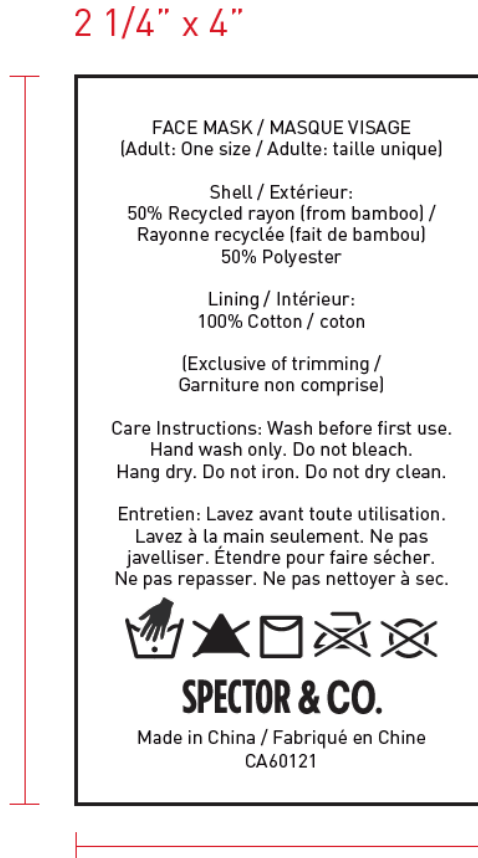 2 1/4” x 4”
FACE MASK / MASQUE VISAGE
(Adult: One size / Adulte: taille unique)
Shell / Extérieur:
50% Recycled rayon (from bamboo) /
Rayonne recyclée (fait de bambou)
50% Polyester
Lining / Intérieur:
100% Cotton / coton
(Exclusive of trimming /
Garniture non comprise)
Care Instructions: Wash before first use.
Hand wash only. Do not bleach.
Hang dry. Do not iron. Do not dry clean.
Entretien: Lavez avant toute utilisation.
Lavez à la main seulement. Ne pas
javelliser. Étendre pour faire sécher.
Ne pas repasser. Ne pas nettoyer à sec.
SPECTOR & CO.
Made in China / Fabriqué en Chine
CA60121